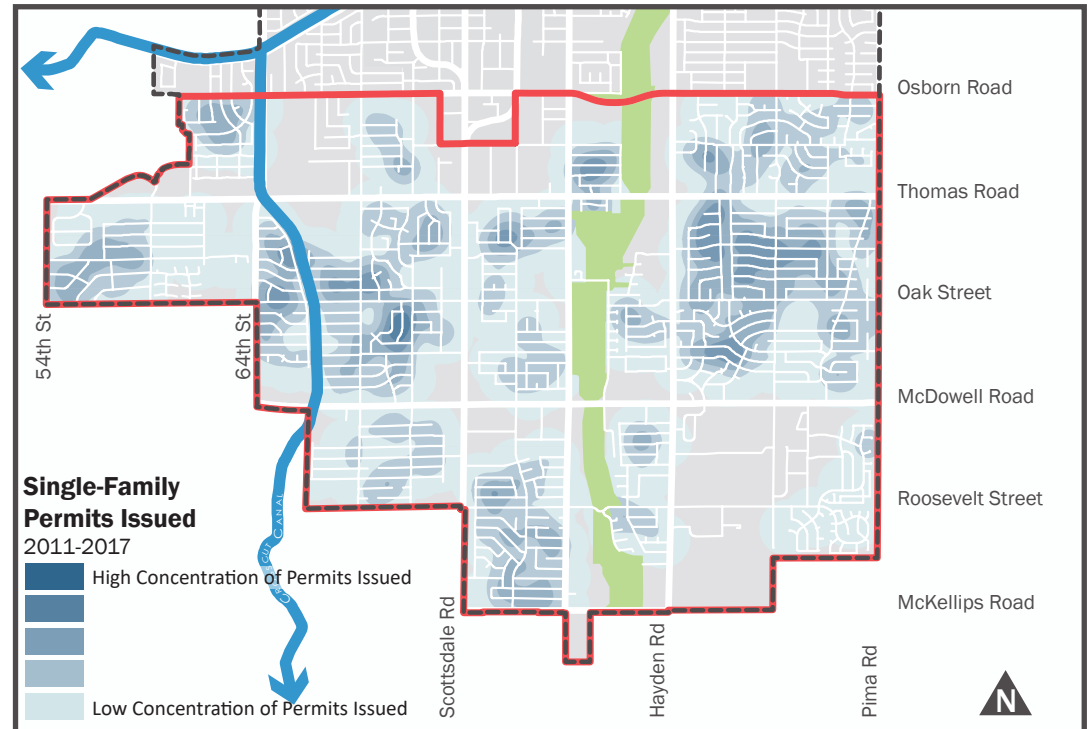 Osborn Road
Thomas Road
Oak Street
54th St
64th St
McDowell Road
Single-Family
Permits Issued
2011-2017
Roosevelt Street
CROSSCUT CANAL
High Concentration of Permits Issued
McKellips Road
Scottsdale Rd
Hayden Rd
Pima Rd
Low Concentration of Permits Issued
N